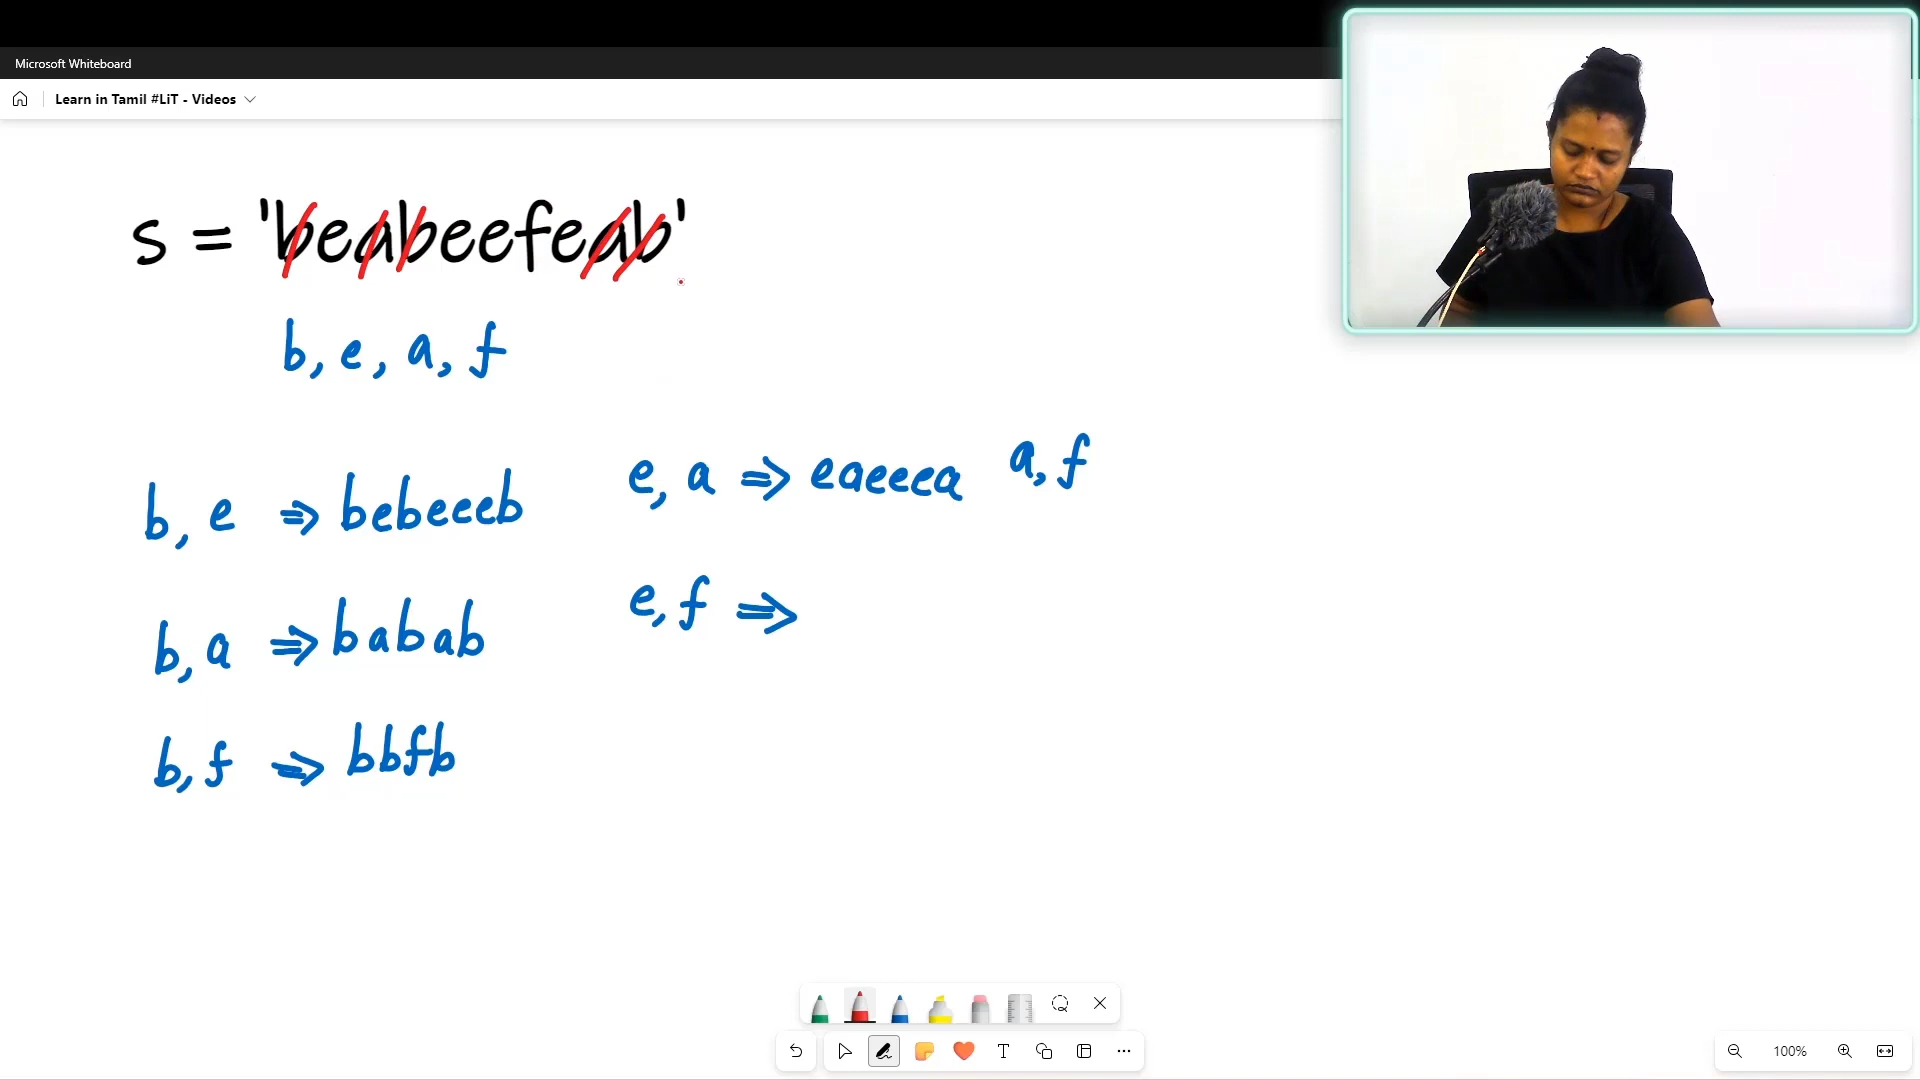 Microsoft Whiteboard
Learn in Tamil #LiT - Videos
s = 'beabeefeab'
b, e, a, f
b, e ⇒ bebeeeb
b, a ⇒ babab
b, f ⇒ bbfb
e, a ⇒ eaeeea
e, f ⇒
a, f
100%